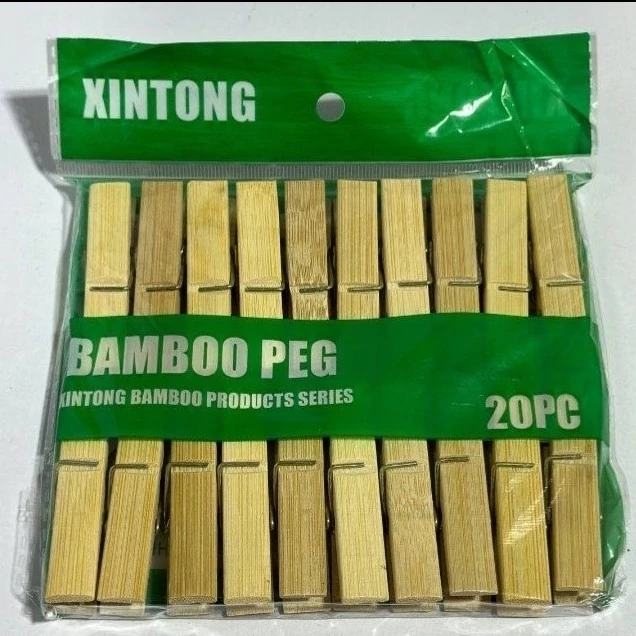 XINTONG
BAMBOO PEG
XINTONG BAMBOO PRODUCTS SERIES
20PC